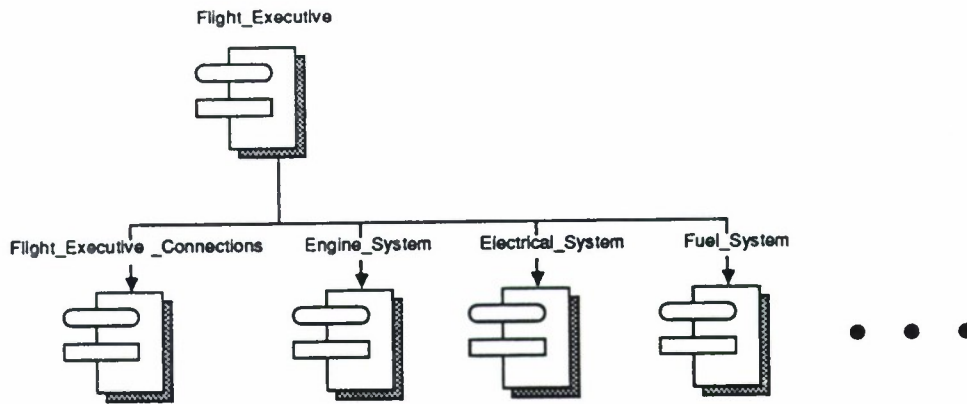 Flight_Executive
Flight_Executive _Connections
Engine_System
Electrical_System
Fuel_System